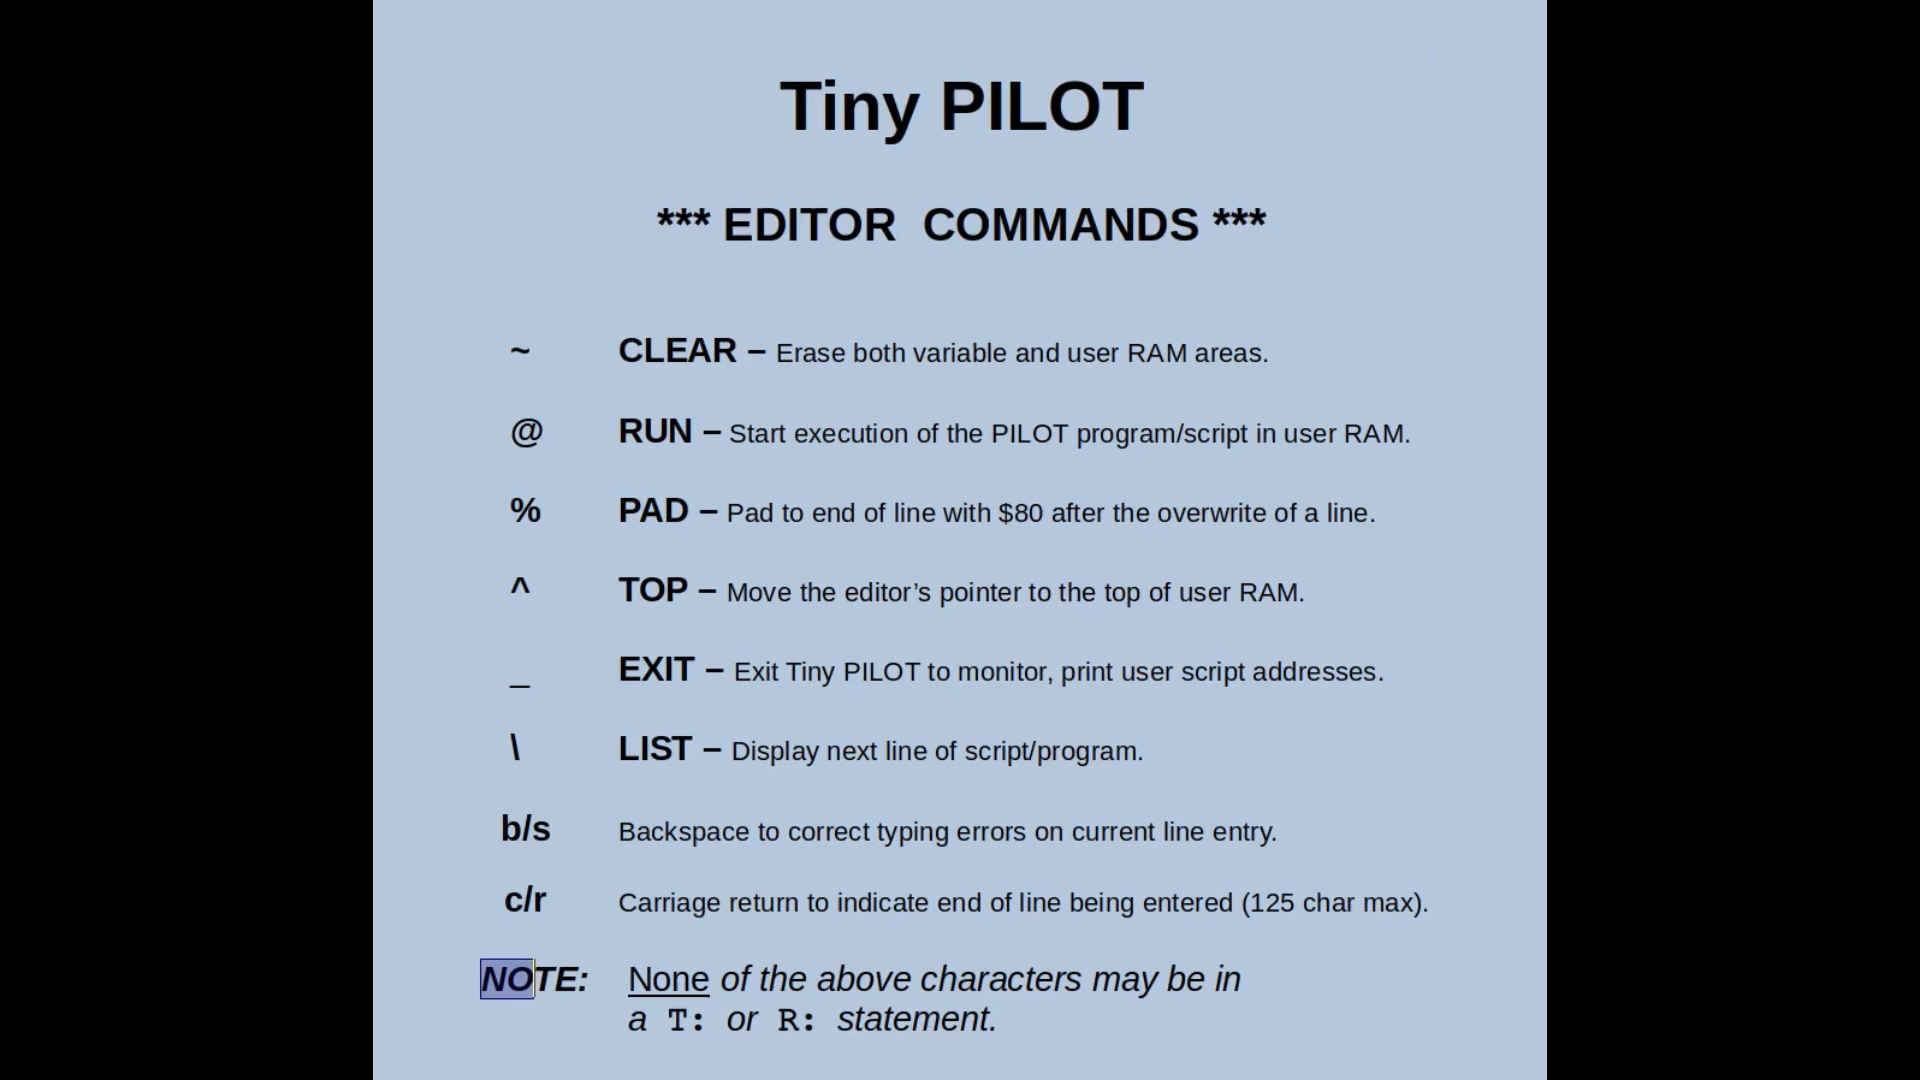 Tiny PILOT
*** EDITOR  COMMANDS ***
~ CLEAR – Erase both variable and user RAM areas.
@ RUN – Start execution of the PILOT program/script in user RAM.
% PAD – Pad to end of line with $80 after the overwrite of a line.
^ TOP – Move the editor’s pointer to the top of user RAM.
_ EXIT – Exit Tiny PILOT to monitor, print user script addresses.
\ LIST – Display next line of script/program.
b/s Backspace to correct typing errors on current line entry.
c/r Carriage return to indicate end of line being entered (125 char max).
NOTE: None of the above characters may be in
a T: or R: statement.